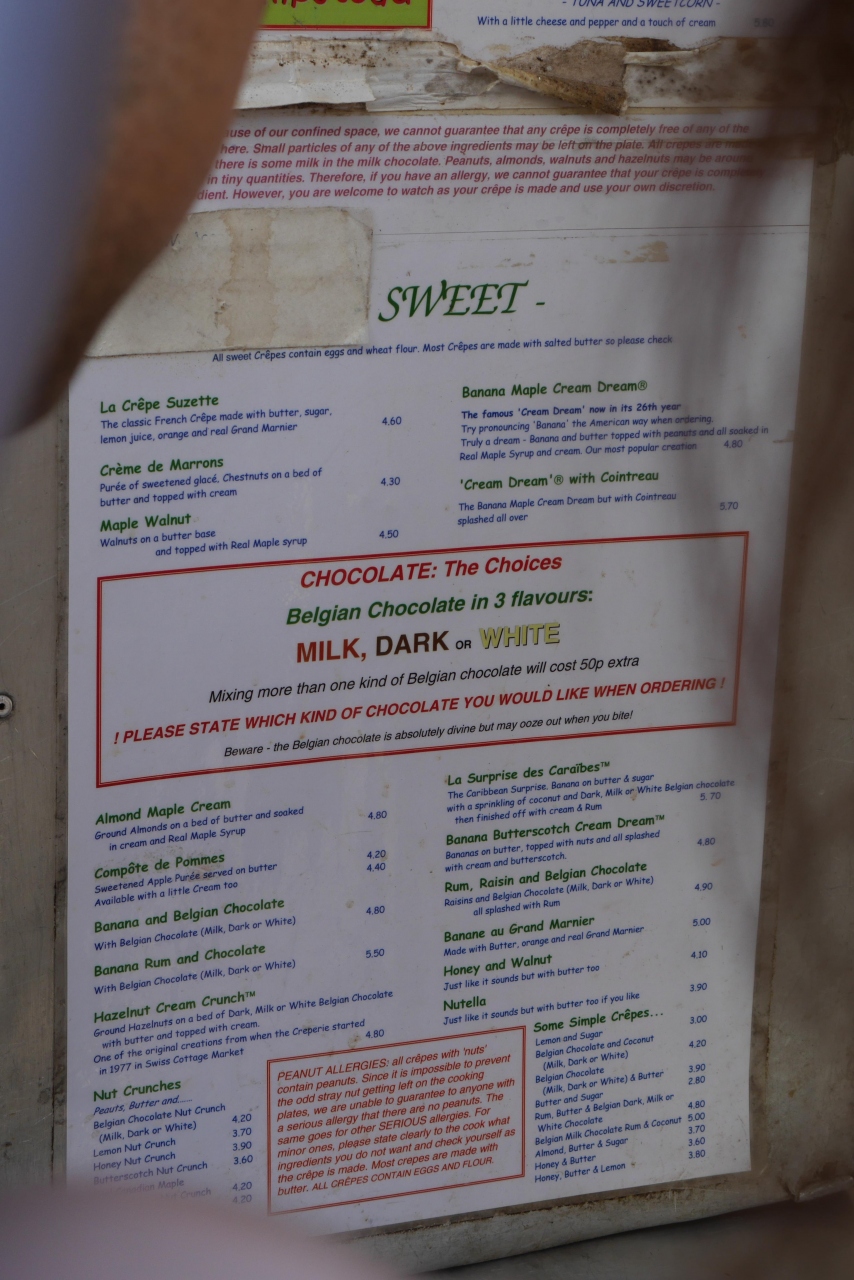 - TUNA AND SWEETCORN -
With a little cheese and pepper and a touch of cream 5.80
use of our confined space, we cannot guarantee that any crêpe is completely free of any of the
here. Small particles of any of the above ingredients may be left on the plate. All crepes are
there is some milk in the milk chocolate. Peanuts, almonds, walnuts and hazelnuts may be
in tiny quantities. Therefore, if you have an allergy, we cannot guarantee that your crêpe is
dient. However, you are welcome to watch as your crêpe is made and use your own discretion.
SWEET -
All sweet Crêpes contain eggs and wheat flour. Most Crêpes are made with salted butter so please check
La Crêpe Suzette
The classic French Crêpe made with butter, sugar,
lemon juice, orange and real Grand Marnier 4.60
Crème de Marrons
Purée of sweetened glacé. Chestnuts on a bed of
butter and topped with cream 4.30
Maple Walnut
Walnuts on a butter base
and topped with Real Maple syrup 4.50
Banana Maple Cream Dream®
The famous 'Cream Dream' now in its 26th year
Try pronouncing 'Banana' the American way when ordering.
Truly a dream - Banana and butter topped with peanuts and all soaked in
Real Maple Syrup and cream. Our most popular creation 4.80
'Cream Dream'® with Cointreau
The Banana Maple Cream Dream but with Cointreau
splashed all over 5.70
CHOCOLATE: The Choices
Belgian Chocolate in 3 flavours:
MILK, DARK OR WHITE
Mixing more than one kind of Belgian chocolate will cost 50p extra
! PLEASE STATE WHICH KIND OF CHOCOLATE YOU WOULD LIKE WHEN ORDERING !
Beware - the Belgian chocolate is absolutely divine but may ooze out when you bite!
Almond Maple Cream
Ground Almonds on a bed of butter and soaked 4.80
in cream and Real Maple Syrup
Compôte de Pommes
Sweetened Apple Purée served on butter 4.20
Available with a little Cream too 4.40
Banana and Belgian Chocolate
With Belgian Chocolate (Milk, Dark or White) 4.80
Banana Rum and Chocolate
With Belgian Chocolate (Milk, Dark or White) 5.50
Hazelnut Cream Crunch™
Ground Hazelnuts on a bed of Dark, Milk or White Belgian Chocolate
with butter and topped with cream.
One of the original creations from when the Creperie started
in 1977 in Swiss Cottage Market 4.80
Nut Crunches
Peauts, Butter and.....
Belgian Chocolate Nut Crunch
(Milk, Dark or White) 4.20
Lemon Nut Crunch 3.70
Honey Nut Crunch 3.90
Butterscotch Nut Crunch 3.60
Maple 4.20
Crunch 4.20
La Surprise des Caraïbes™
The Caribbean Surprise. Banana on butter & sugar
with a sprinkling of coconut and Dark, Milk or White Belgian chocolate
then finished off with cream & Rum 5.70
Banana Butterscotch Cream Dream™
Bananas on butter, topped with nuts and all splashed
with cream and butterscotch. 4.80
Rum, Raisin and Belgian Chocolate
Raisins and Belgian Chocolate (Milk, Dark or White)
all splashed with Rum 4.90
Banane au Grand Marnier
Made with Butter, orange and real Grand Marnier 5.00
Honey and Walnut
Just like it sounds but with butter too 4.10
Nutella
Just like it sounds but with butter too if you like 3.90
PEANUT ALLERGIES: all crêpes with 'nuts'
contain peanuts. Since it is impossible to prevent
the odd stray nut getting left on the cooking
plates, we are unable to guarantee to anyone with
a serious allergy that there are no peanuts. The
same goes for other SERIOUS allergies. For
minor ones, please state clearly to the cook what
ingredients you do not want and check yourself as
the crêpe is made. Most crepes are made with
butter. ALL CRÊPES CONTAIN EGGS AND FLOUR.
Some Simple Crêpes...
Lemon and Sugar 3.00
Belgian Chocolate and Coconut
(Milk, Dark or White) 4.20
Belgian Chocolate
(Milk, Dark or White) & Butter 3.90
Butter and Sugar 2.80
Rum, Butter & Belgian Dark, Milk or
White Chocolate 4.80
Belgian Milk Chocolate Rum & Coconut 5.00
Almond, Butter & Sugar 3.70
Honey & Butter 3.60
Honey, Butter & Lemon 3.80